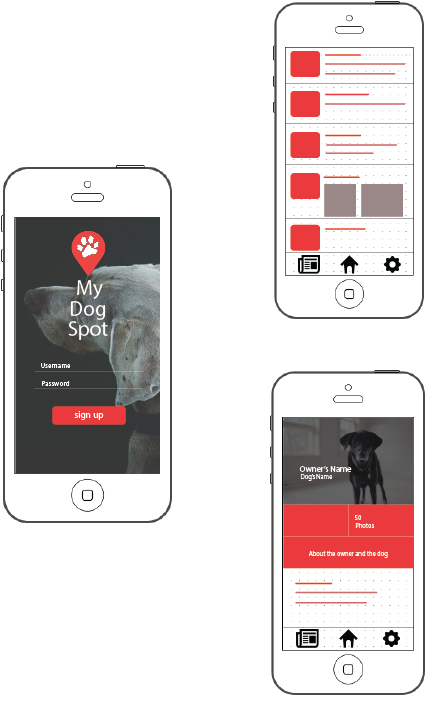 My
Dog
Spot
Username
Password
sign up
Owner's Name
Dog'sName
50
Photos
About the owner and the dog